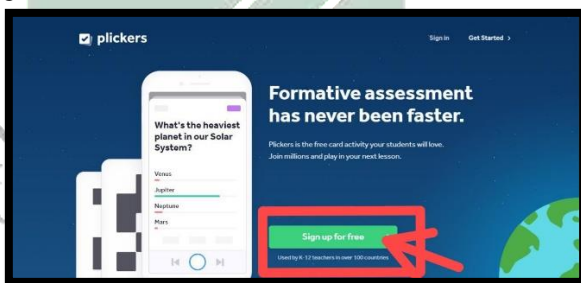 plickers
Sign in
Get Started >
Formative assessment
has never been faster.
Plickers is the free card activity your students will love.
Join millions and play in your next lesson.
What's the heaviest
planet in our Solar
System?
Venus
Jupiter
Neptune
Mars
Sign up for free
Used by K-12 teachers in over 100 countries